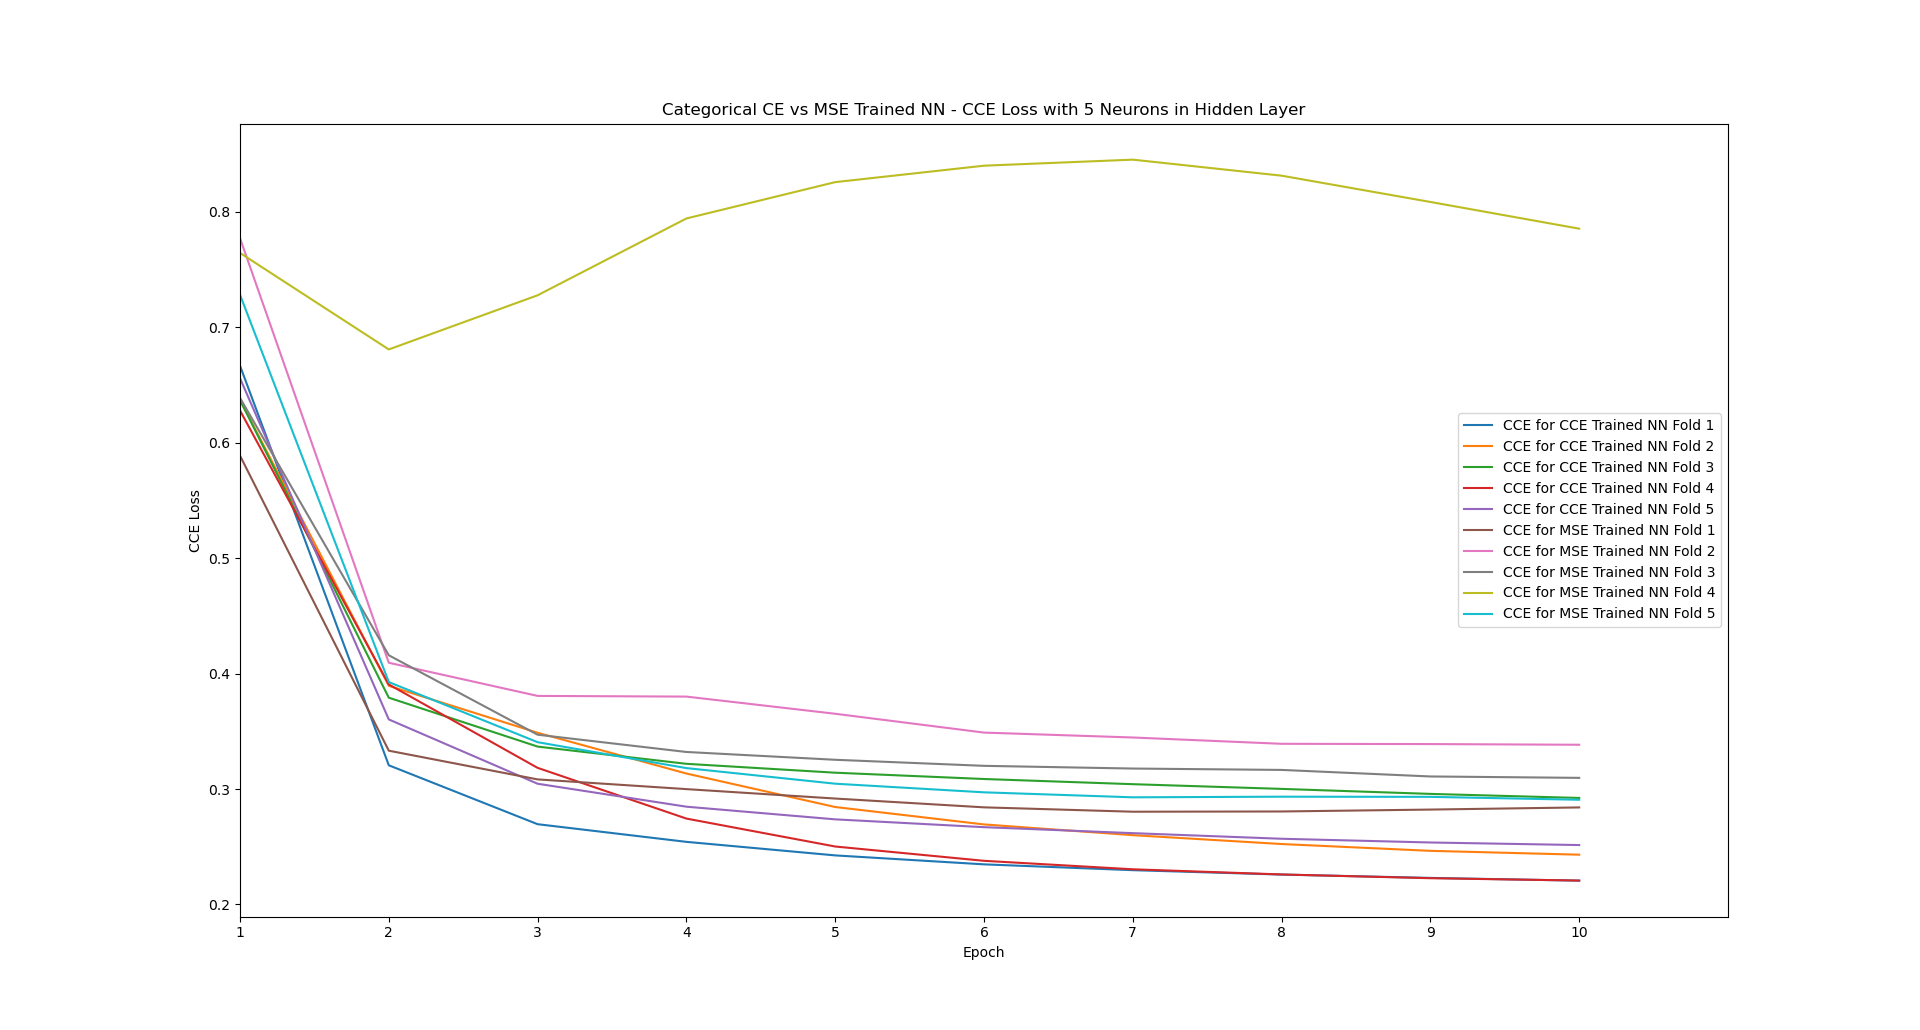 Categorical CE vs MSE Trained NN - CCE Loss with 5 Neurons in Hidden Layer
CCE Loss
0.8
0.7
0.6
0.5
0.4
0.3
0.2
CCE for CCE Trained NN Fold 1
CCE for CCE Trained NN Fold 2
CCE for CCE Trained NN Fold 3
CCE for CCE Trained NN Fold 4
CCE for CCE Trained NN Fold 5
CCE for MSE Trained NN Fold 1
CCE for MSE Trained NN Fold 2
CCE for MSE Trained NN Fold 3
CCE for MSE Trained NN Fold 4
CCE for MSE Trained NN Fold 5
1 2 3 4 5 6 7 8 9 10
Epoch